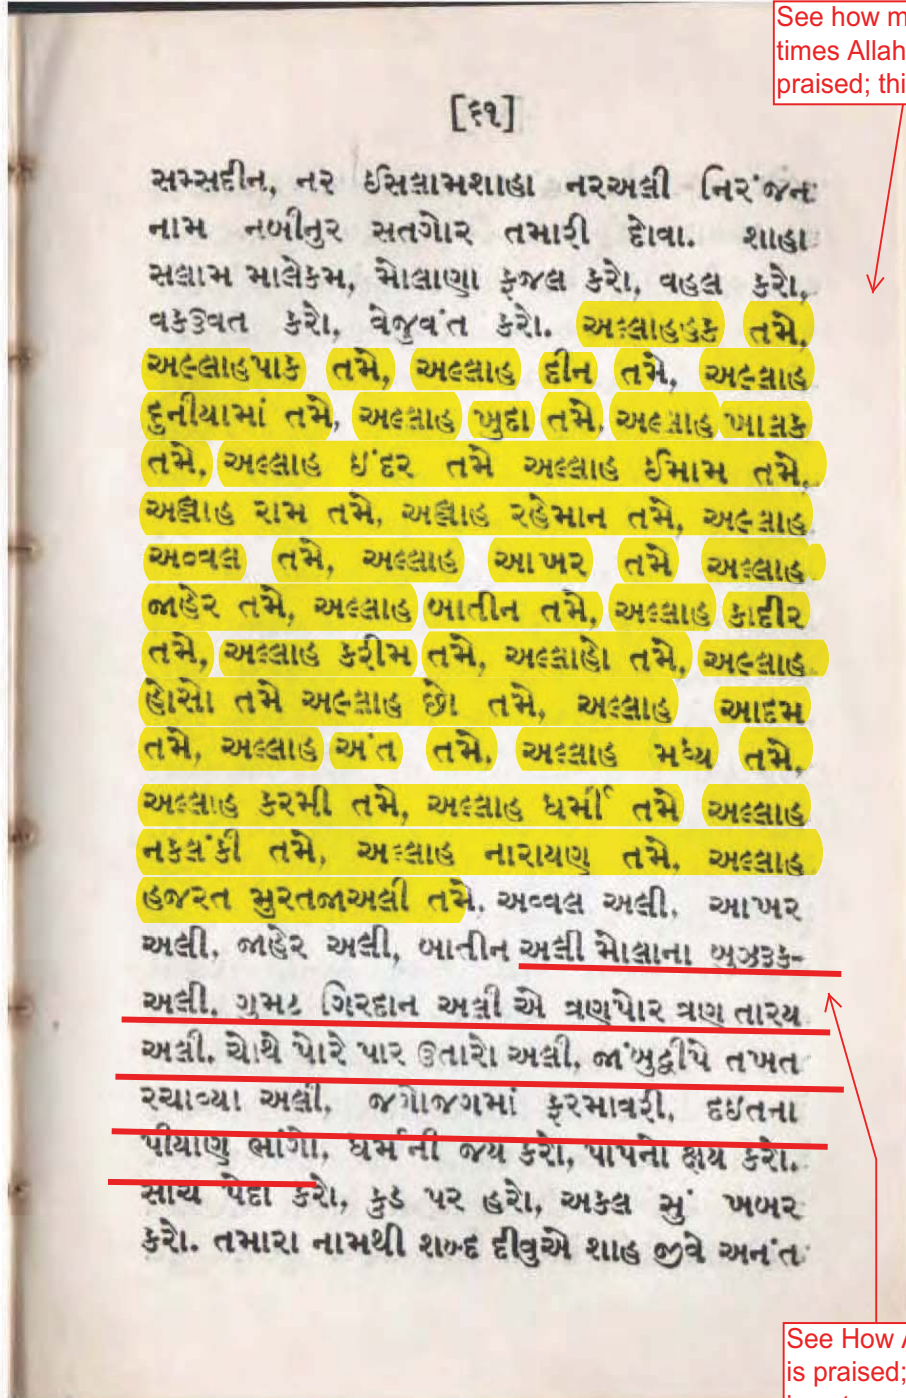 See how m
times Allah
praised; thi
[૬૧]
સમ્સદીન, નર ઈસલામશાહા નરઅલી નિરંજન
નામ નબીનુર સતગોર તમારી દોવા. શાહા
સલામ માલેકમ, મોલાણા ફજલ કરો, વહલ કરો,
વકઉવત કરો, વેજુવંત કરો. અલ્લાહહક તમે,
અલ્લાહપાક તમે, અલ્લાહ દીન તમે, અલ્લાહ
દુનીયામાં તમે, અલ્લાહ ખુદા તમે, અલ્લાહ ખાલક
તમે, અલ્લાહ ઇંદર તમે અલ્લાહ ઈમામ તમે,
અલ્લાહ રામ તમે, અલ્લાહ રહેમાન તમે, અલ્લાહ
અવ્વલ તમે, અલ્લાહ આખર તમે અલ્લાહ
જાહેર તમે, અલ્લાહ બાતીન તમે, અલ્લાહ કાદીર
તમે, અલ્લાહ કરીમ તમે, અલ્લાહો તમે, અલ્લાહ
હોસો તમે અલ્લાહ છો તમે, અલ્લાહ આદમ
તમે, અલ્લાહ અંત તમે, અલ્લાહ મધ્ય તમે,
અલ્લાહ કરમી તમે, અલ્લાહ ધર્મી તમે અલ્લાહ
નકલંકી તમે, અલ્લાહ નારાયણ તમે, અલ્લાહ
હજરત મુરતજાઅલી તમે, અવ્વલ અલી, આખર
અલી, જાહેર અલી, બાતીન અલી મોલાના બુઝરૂક-
અલી, ગુમટ ગિરદાન અલી એ ત્રણપોર ત્રણ તારય
અલી, ચોથે પોરે પાર ઉતારો અલી, જાંબુદ્વીપે તખત
રચાવ્યા અલી, જગોજગમાં ફરમાવરી, દઇતના
પીયાણ ભાંગો, ધર્મની જય કરો, પાપનો ક્ષય કરો.
સાચ પેદા કરો, કુડ પર હરો, અકલ સું ખબર
કરો. તમારા નામથી શબ્દ દીવુએ શાહ જીવે અનંત
See How A
is praised;